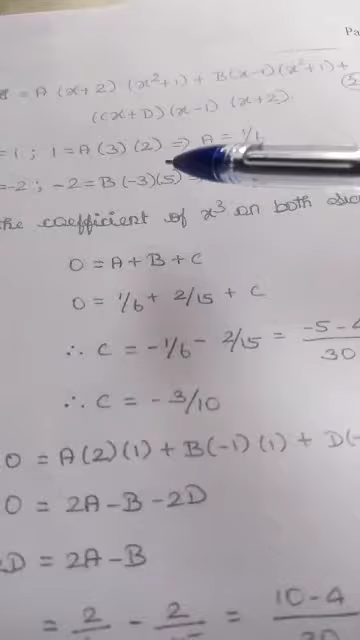 Pa
= A (x+2) (x²+1) + B(x-1)(x²+1) +
(cx+D) (x-1) (x+2).
= 1 ; 1 = A (3) (2) ⇒ A = 1/6
= -2 ; -2 = B (-3)(5)
the coefficient of x³ on both
0 = A + B + C
0 = 1/6 + 2/15 + C
∴ C = -1/6 - 2/15 = -5-4/30
∴ C = -3/10
0 = A(2)(1) + B(-1)(1) + D(-
0 = 2A - B - 2D
2D = 2A - B
= 2 - 2 = 10-4